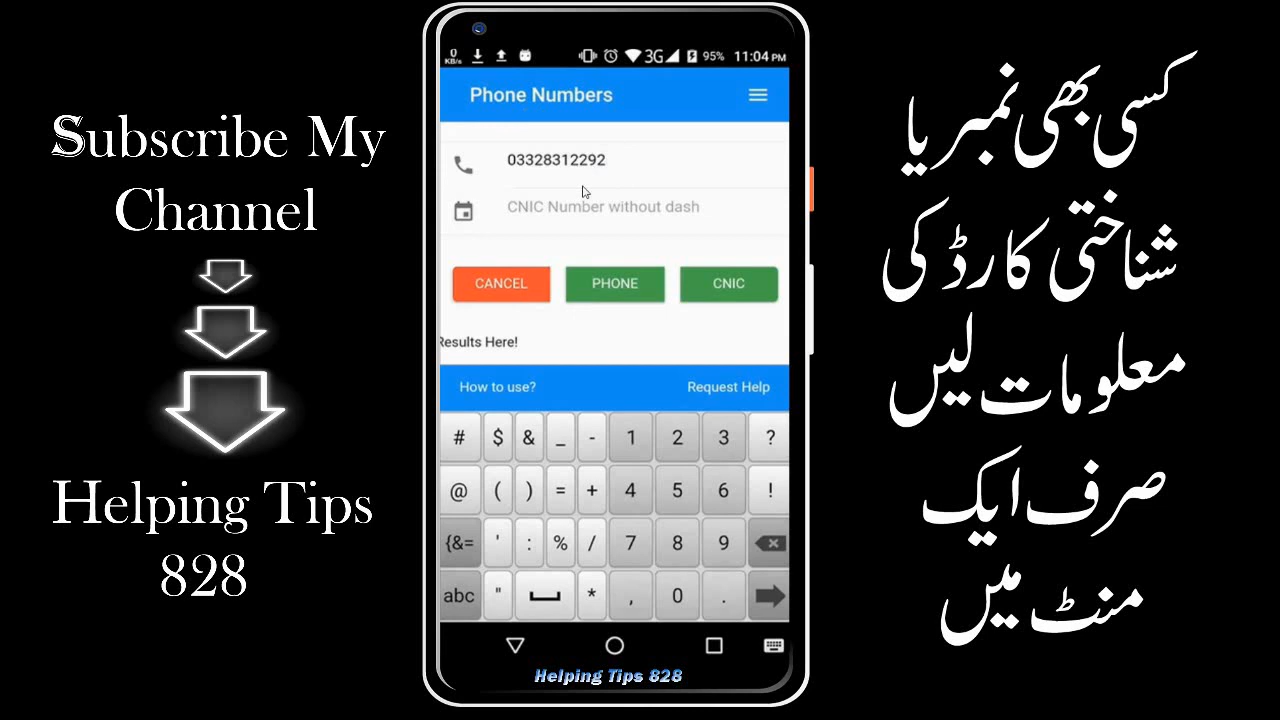 Subscribe My
Channel
Helping Tips
828
0
KB/s
3G
95%
11:04 PM
Phone Numbers
03328312292
CNIC Number without dash
CANCEL
PHONE
CNIC
Results Here!
How to use?
Request Help
# $ & _ - 1 2 3 ?
@ ( ) = + 4 5 6 !
{&= ' : % / 7 8 9
abc " * , 0 .
Helping Tips 828
کسی بھی نمبر یا
شناختی کارڈ کی
معلومات لیں
صرف ایک
منٹ میں